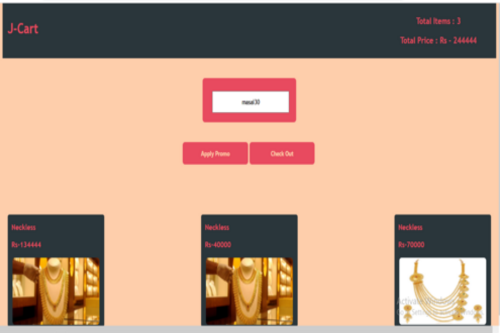 J-Cart
Total Items : 3
Total Price : Rs - 244444
masai30
Apply Promo
Check Out
Neckless
Rs-134444
Neckless
Rs-40000
Neckless
Rs-70000